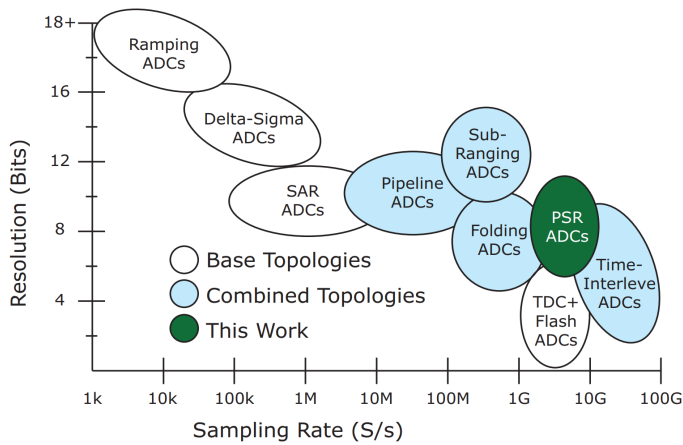 18+
16
12
8
4
Resolution (Bits)
Ramping
ADCs
Delta-Sigma
ADCs
SAR
ADCs
Pipeline
ADCs
Sub-
Ranging
ADCs
Folding
ADCs
PSR
ADCs
Time-
Interleve
ADCs
TDC+
Flash
ADCs
Base Topologies
Combined Topologies
This Work
1k 10k 100k 1M 10M 100M 1G 10G 100G
Sampling Rate (S/s)